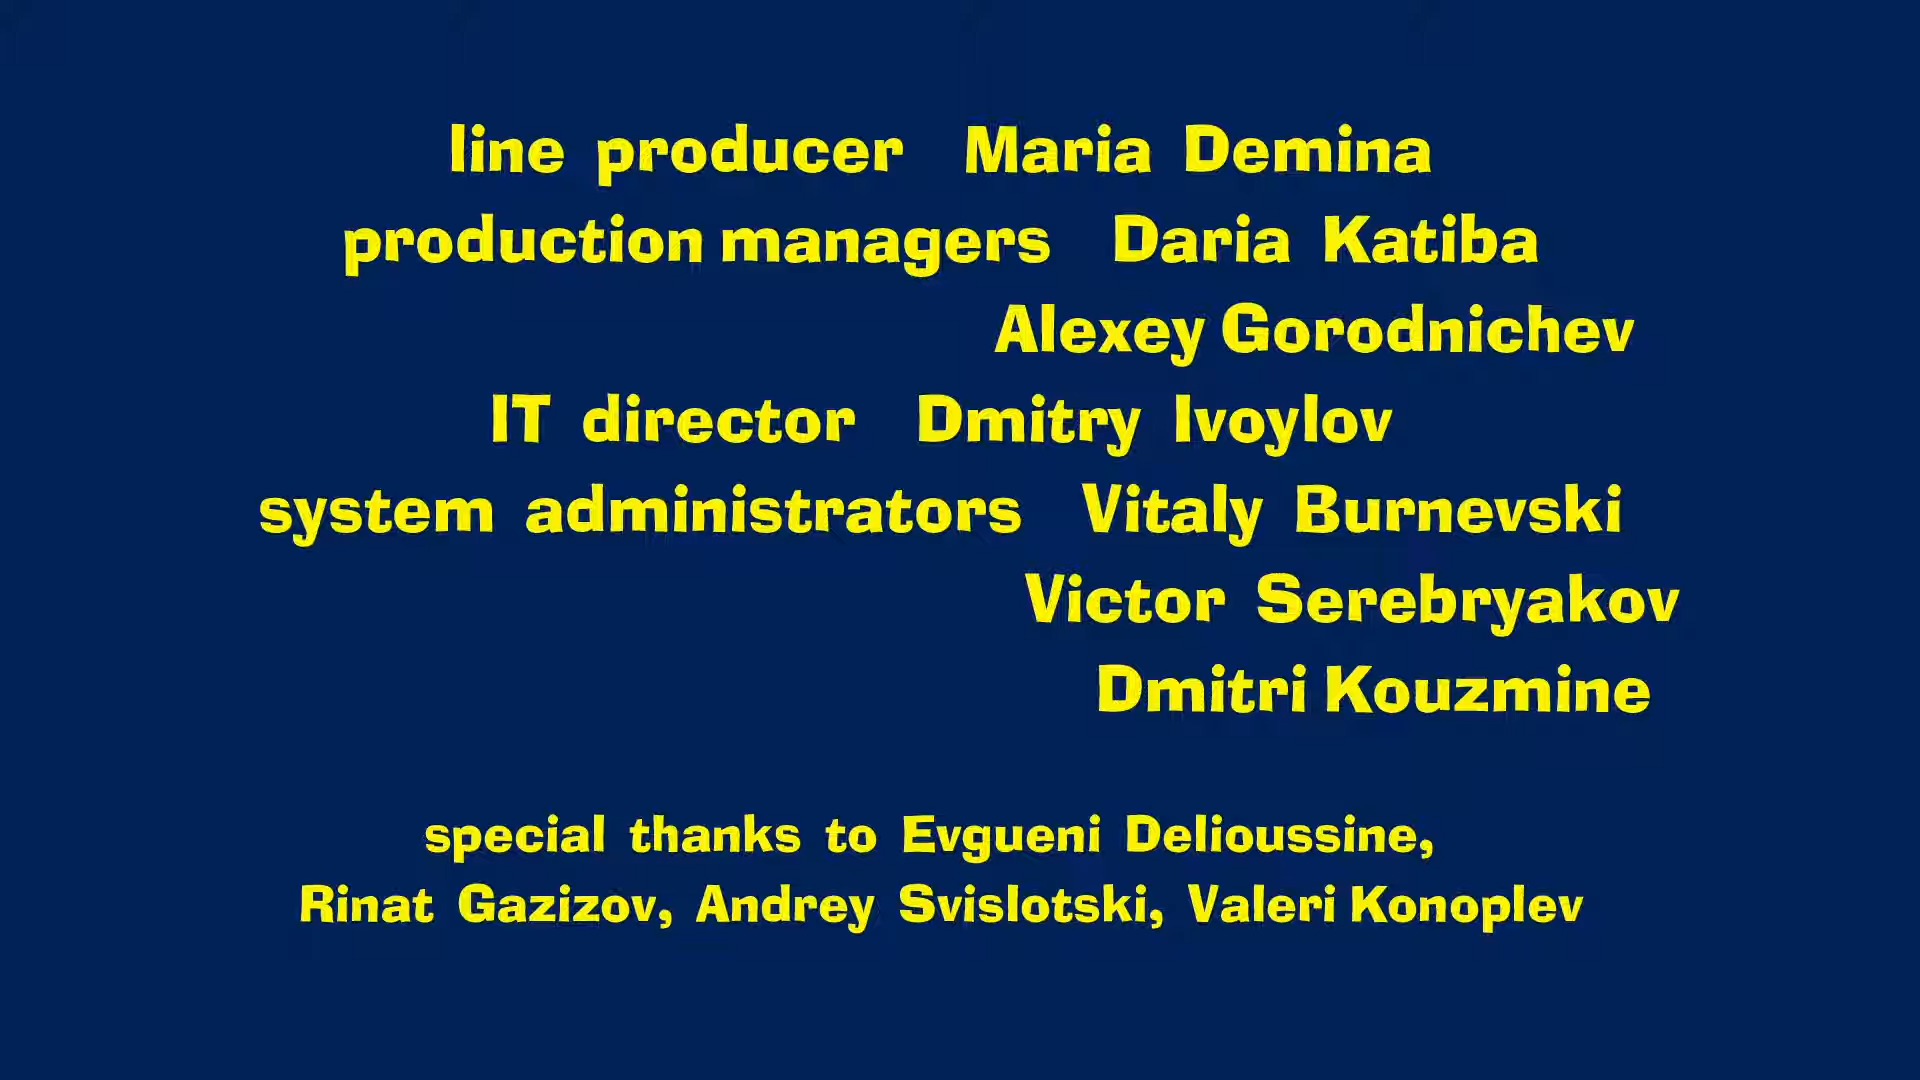 line producer Maria Demina
production managers Daria Katiba
Alexey Gorodnichev
IT director Dmitry Ivoylov
system administrators Vitaly Burnevski
Victor Serebryakov
Dmitri Kouzmine
special thanks to Evgueni Delioussine,
Rinat Gazizov, Andrey Svislotski, Valeri Konoplev